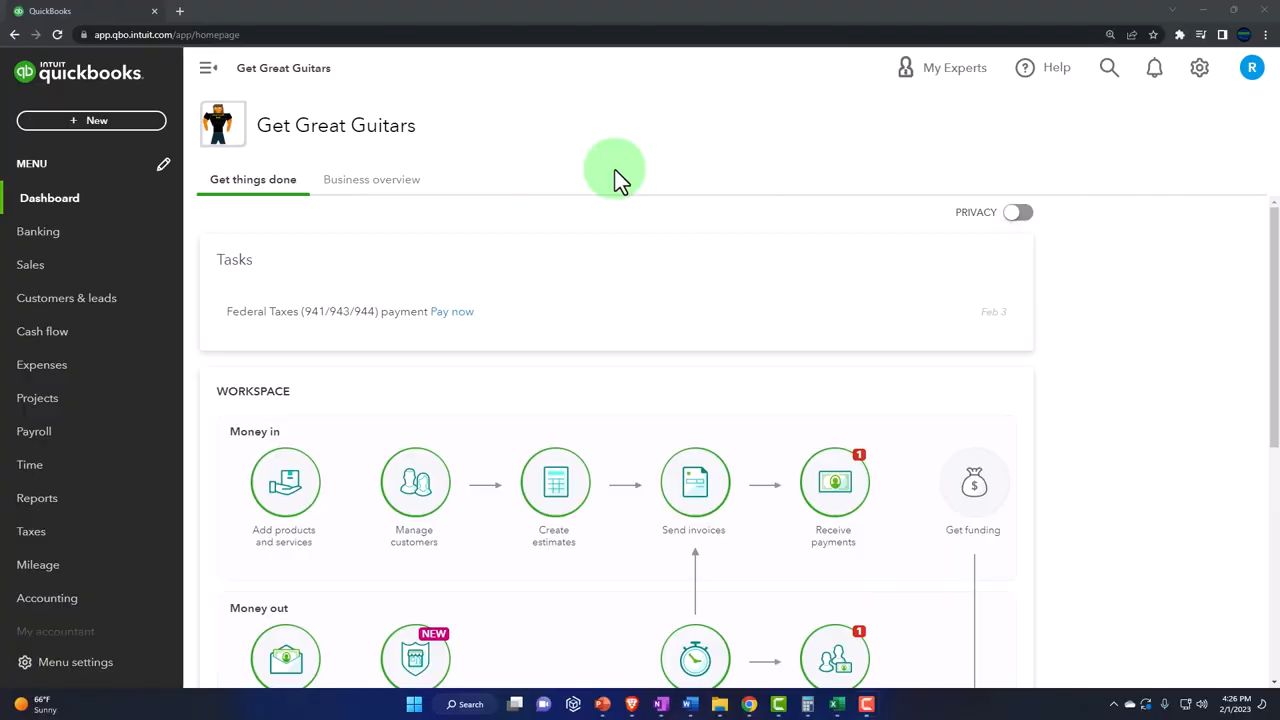 QuickBooks
app.qbo.intuit.com/app/homepage
INTUIT
quickbooks.
Get Great Guitars
My Experts
Help
R
+ New
Get Great Guitars
MENU
Get things done
Business overview
Dashboard
PRIVACY
Banking
Tasks
Sales
Customers & leads
Federal Taxes (941/943/944) payment Pay now
Feb 3
Cash flow
Expenses
WORKSPACE
Projects
Money in
Payroll
1
Time
Reports
Add products
and services
Manage
customers
Create
estimates
Send invoices
Receive
payments
Get funding
Taxes
Mileage
Accounting
Money out
My accountant
NEW
1
Menu settings
66°F
Sunny
Search
4:26 PM
2/1/2023